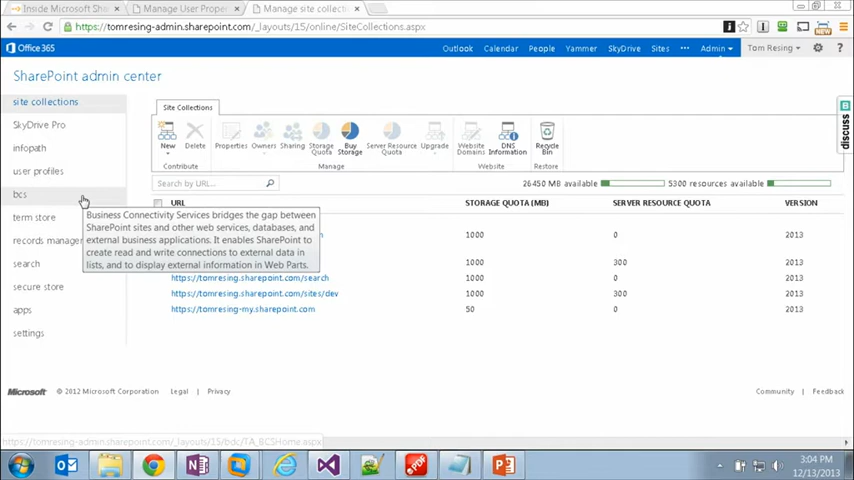 Inside Microsoft Shar
Manage User Proper
Manage site collecti
https://tomresing-admin.sharepoint.com/_layouts/15/online/SiteCollections.aspx
NEW
Office 365
Outlook Calendar People Yammer SkyDrive Sites ... Admin Tom Resing ?
SharePoint admin center
site collections
SkyDrive Pro
infopath
user profiles
bcs
term store
records manager
search
secure store
apps
settings
Site Collections
New
Delete
Properties
Owners
Sharing
Storage
Quota
Buy
Storage
Server Resource
Quota
Upgrade
Website
Domains
DNS
Information
Recycle
Bin
Contribute
Manage
Website
Restore
Search by URL...
26450 MB available
5300 resources available
URL STORAGE QUOTA (MB) SERVER RESOURCE QUOTA VERSION
Business Connectivity Services bridges the gap between
SharePoint sites and other web services, databases, and
external business applications. It enables SharePoint to
create read and write connections to external data in
lists, and to display external information in Web Parts.
1000 0 2013
1000 300 2013
https://tomresing.sharepoint.com/search 1000 0 2013
https://tomresing.sharepoint.com/sites/dev 1000 300 2013
https://tomresing-my.sharepoint.com 50 0 2013
discuss
Microsoft © 2012 Microsoft Corporation Legal Privacy
Community Feedback
https://tomresing-admin.sharepoint.com/_layouts/15/bdc/TA_BCSHome.aspx
3:04 PM
12/13/2013